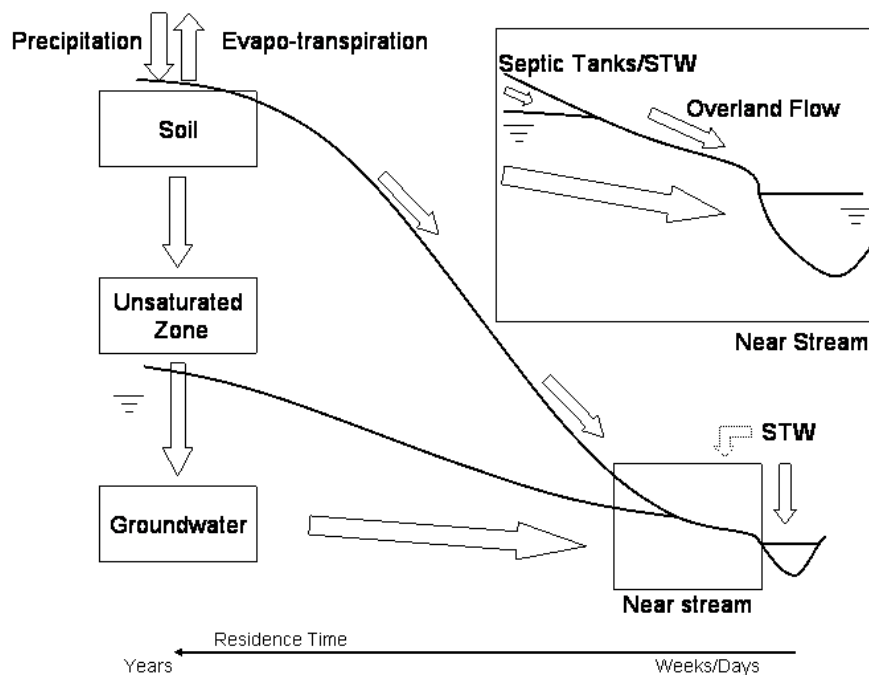 Precipitation
Evapo-transpiration
Soil
Unsaturated
Zone
Groundwater
Septic Tanks/STW
Overland Flow
Near Stream
STW
Near stream
Residence Time
Years
Weeks/Days